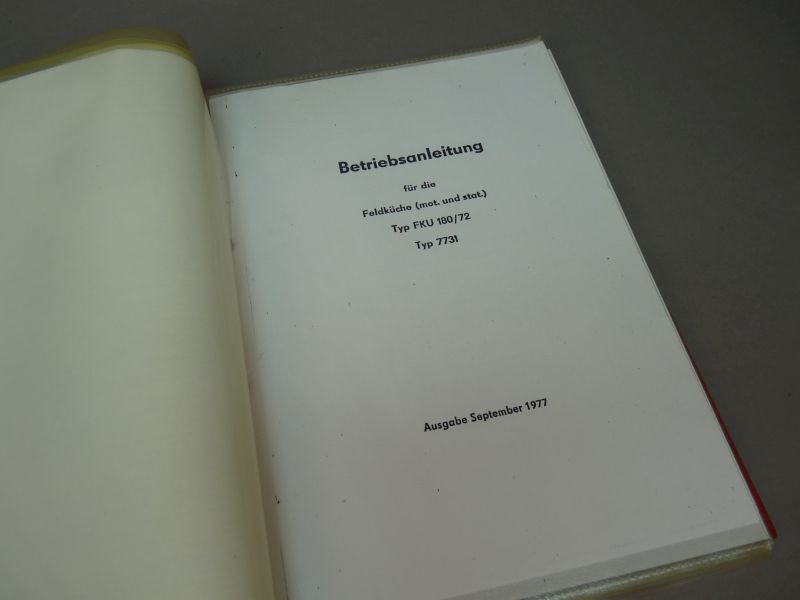 Betriebsanleitung
für die
Feldküche (mot. und stat.)
Typ FKU 180/72
Typ 7731
Ausgabe September 1977